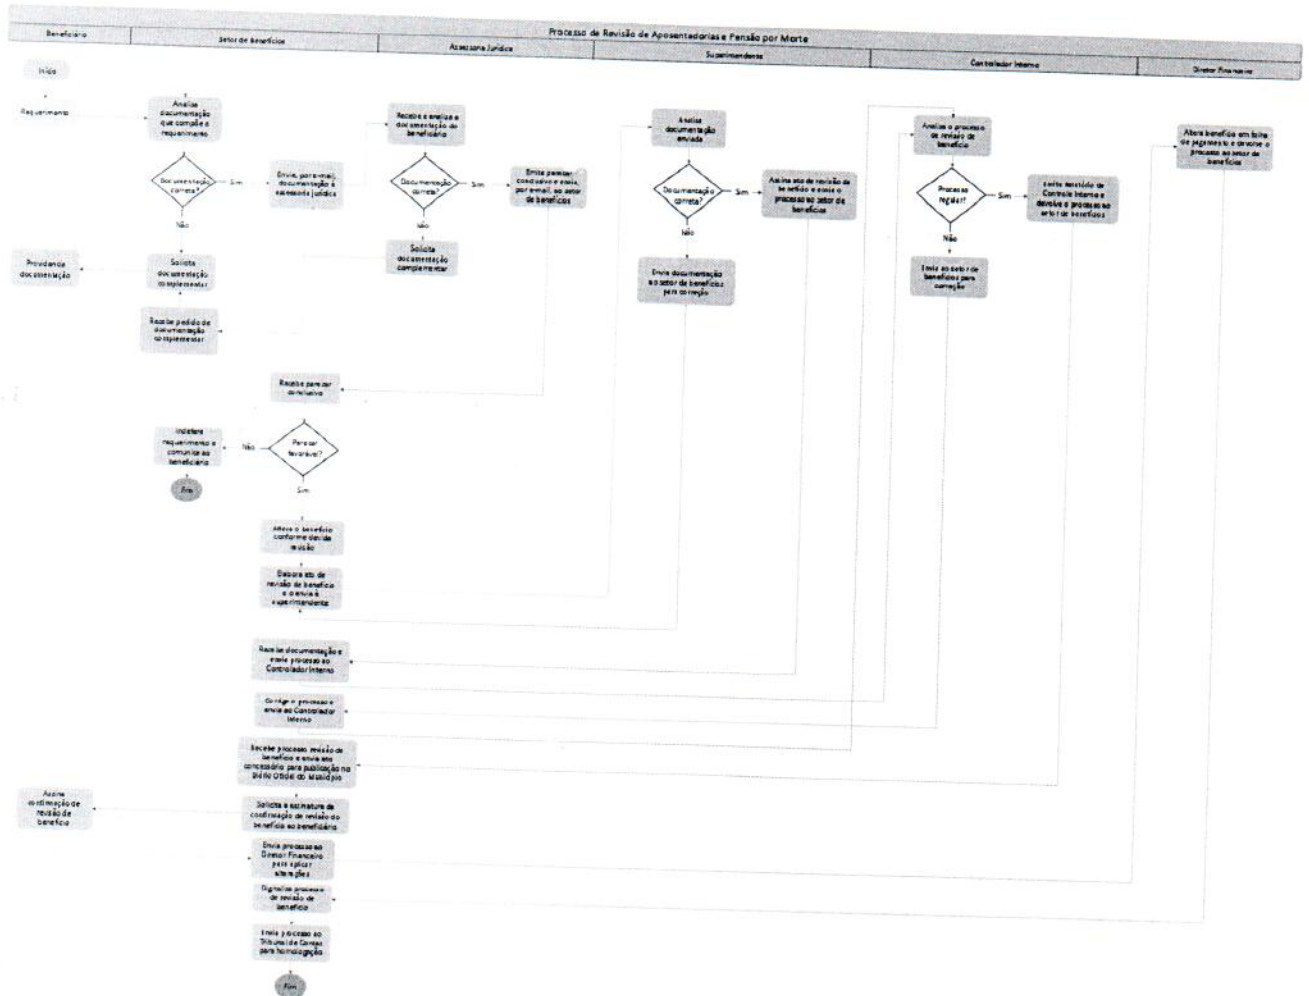 Processo de Revisão de Aposentadorias e Pensão por Morte
Beneficiário
Setor de Benefícios
Assessoria Jurídica
Superintendente
Controlador Interno
Diretor Financeiro
Início
Requerimento
Analisa
documentação
que compõe o
requerimento
Documentação
correta?
Sim
Envia, por e-mail,
documentação à
assessoria jurídica
Não
Solicita
documentação
complementar
Providencia
documentação
Recebe pedido de
documentação
complementar
Recebe e analisa a
documentação do
beneficiário
Documentação
correta?
Sim
Emite parecer
conclusivo e envia,
por e-mail, ao setor
de benefícios
Não
Solicita
documentação
complementar
Analisa
documentação
enviada
Documentação
correta?
Sim
Assina ato de revisão de
benefício e envia o
processo ao setor de
benefícios
Não
Envia documentação
ao setor de benefícios
para correção
Analisa o processo
de revisão de
benefício
Processo
regular?
Sim
Emite Relatório de
Controle Interno e
devolve o processo ao
setor de benefícios
Não
Envia ao setor de
benefícios para
correção
Altera benefício em folha
de pagamento e devolve o
processo ao setor de
benefícios
Recebe parecer
conclusivo
Parecer
favorável?
Não
Indefere
requerimento e
comunica ao
beneficiário
Fim
Sim
Altera o benefício
conforme devida
revisão
Elabora ato de
revisão de benefício
e o envia à
superintendente
Recebe documentação e
envia processo ao
Controlador Interno
Corrige o processo e
envia ao Controlador
Interno
Recebe processo revisão de
benefício e envia ato
concessório para publicação no
Diário Oficial do Município
Solicita a assinatura da
confirmação de revisão do
benefício ao beneficiário
Assina
confirmação de
revisão de
benefício
Envia processo ao
Diretor Financeiro
para aplicar
alterações
Digitaliza processo
de revisão de
benefício
Envia processo ao
Tribunal de Contas
para homologação
Fim